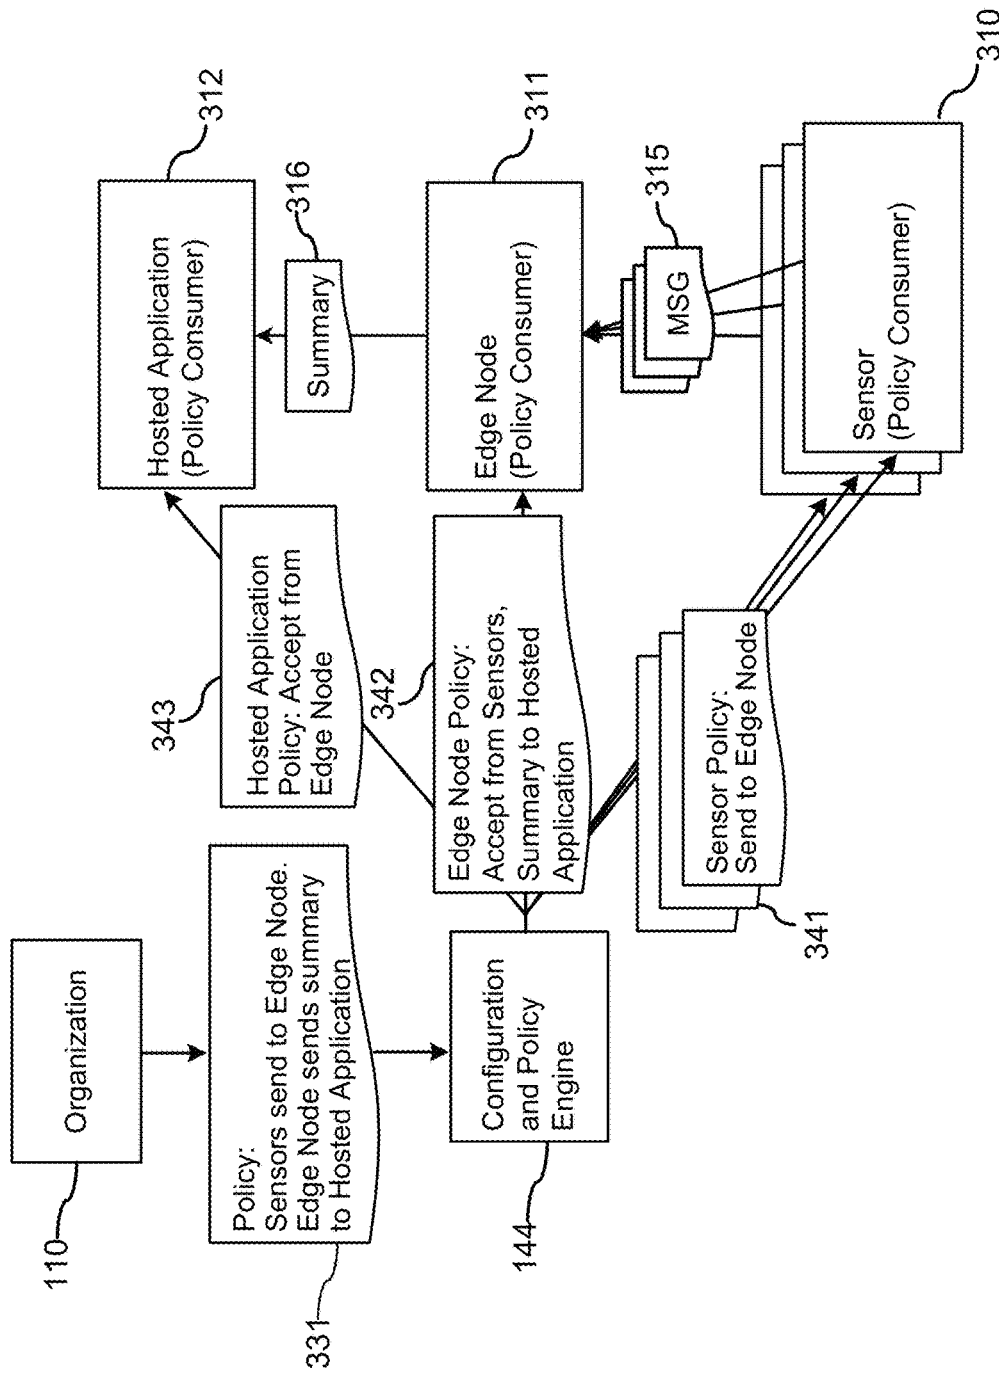 110
Organization
331
Policy:
Sensors send to Edge Node.
Edge Node sends summary
to Hosted Application
144
Configuration
and Policy
Engine
343
Hosted Application
Policy: Accept from
Edge Node
342
Edge Node Policy:
Accept from Sensors,
Summary to Hosted
Application
341
Sensor Policy:
Send to Edge Node
312
Hosted Application
(Policy Consumer)
316
Summary
311
Edge Node
(Policy Consumer)
315
MSG
310
Sensor
(Policy Consumer)